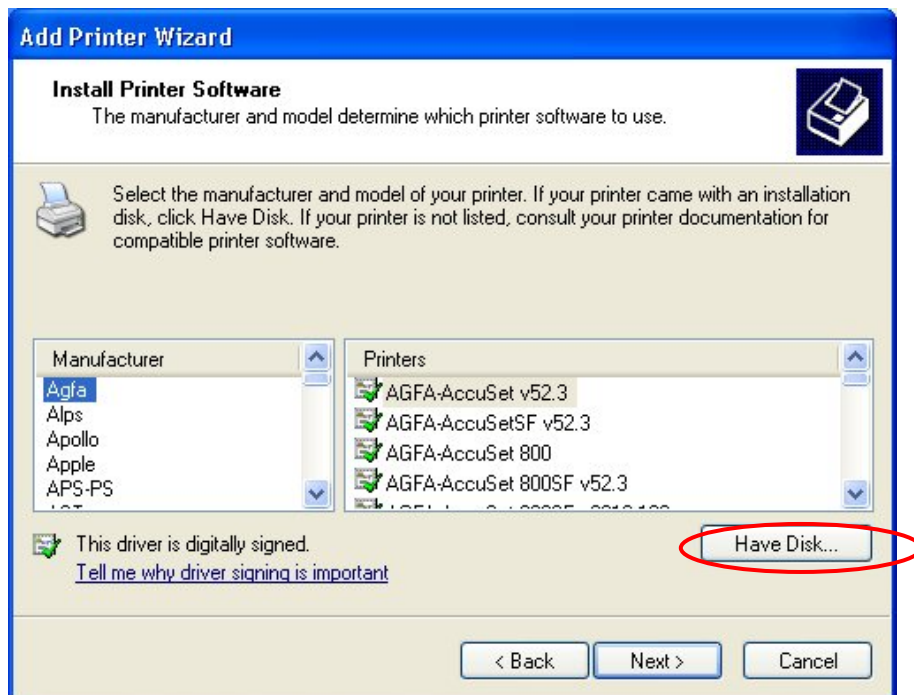 Add Printer Wizard
Install Printer Software
The manufacturer and model determine which printer software to use.
Select the manufacturer and model of your printer. If your printer came with an installation
disk, click Have Disk. If your printer is not listed, consult your printer documentation for
compatible printer software.
Manufacturer
Agfa
Alps
Apollo
Apple
APS-PS
Printers
AGFA-AccuSet v52.3
AGFA-AccuSetSF v52.3
AGFA-AccuSet 800
AGFA-AccuSet 800SF v52.3
This driver is digitally signed.
Tell me why driver signing is important
Have Disk...
< Back
Next >
Cancel